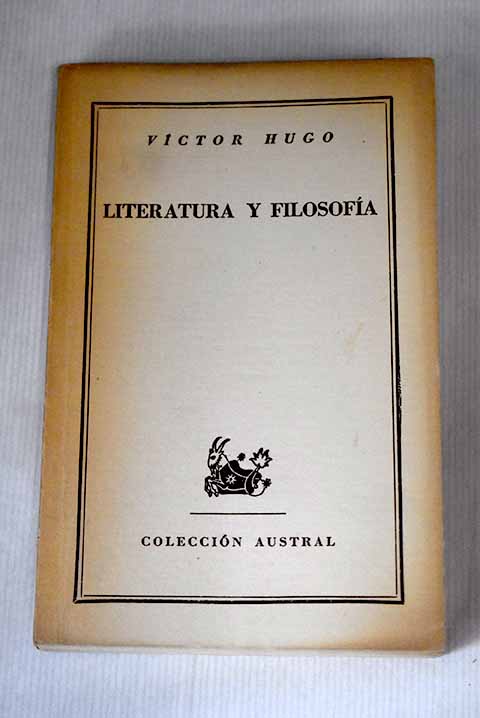 VÍCTOR HUGO
LITERATURA Y FILOSOFÍA
COLECCIÓN AUSTRAL